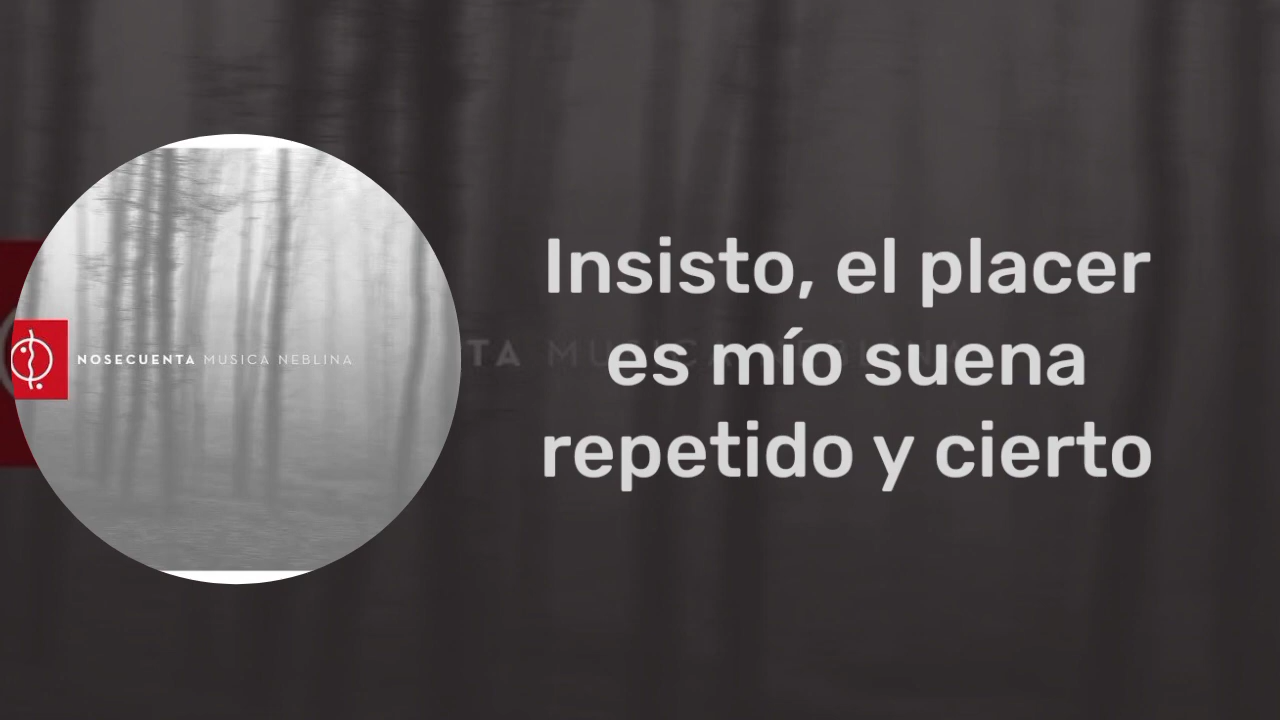 NOSECUENTA MUSICA NEBLINA
Insisto, el placer
es mío suena
repetido y cierto